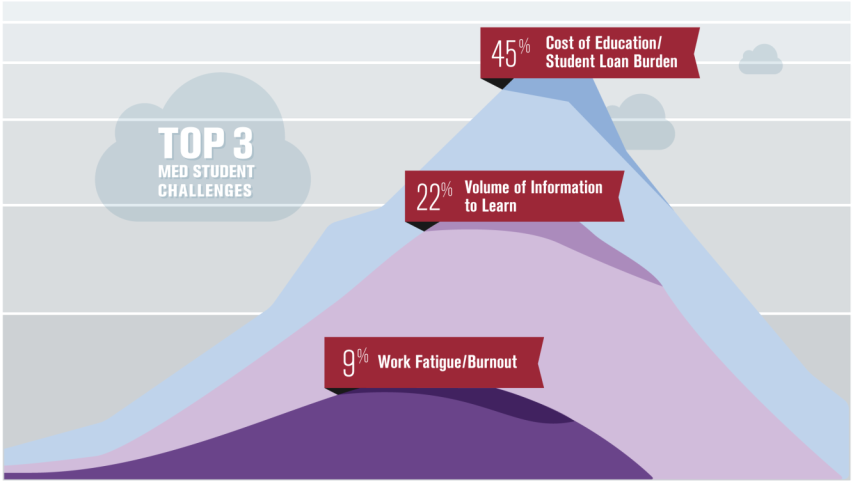 45% Cost of Education/
Student Loan Burden
TOP 3
MED STUDENT
CHALLENGES
22% Volume of Information
to Learn
9% Work Fatigue/Burnout